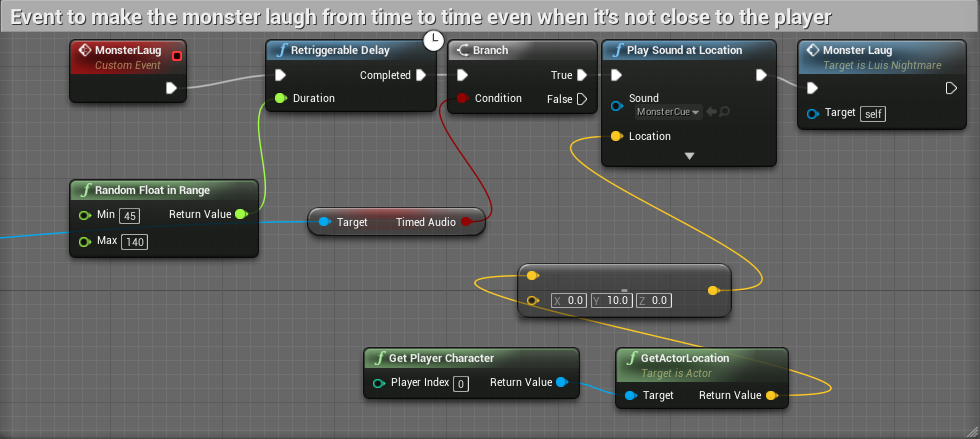 Event to make the monster laugh from time to time even when it's not close to the player
MonsterLaug
Custom Event
Retriggerable Delay
Completed
Duration
Branch
True
Condition
False
Play Sound at Location
Sound
MonsterCue
Location
Monster Laug
Target is Luis Nightmare
Target self
Random Float in Range
Min 45
Return Value
Max 140
Target
Timed Audio
X 0.0 Y 10.0 Z 0.0
Get Player Character
Player Index 0
Return Value
GetActorLocation
Target is Actor
Target
Return Value